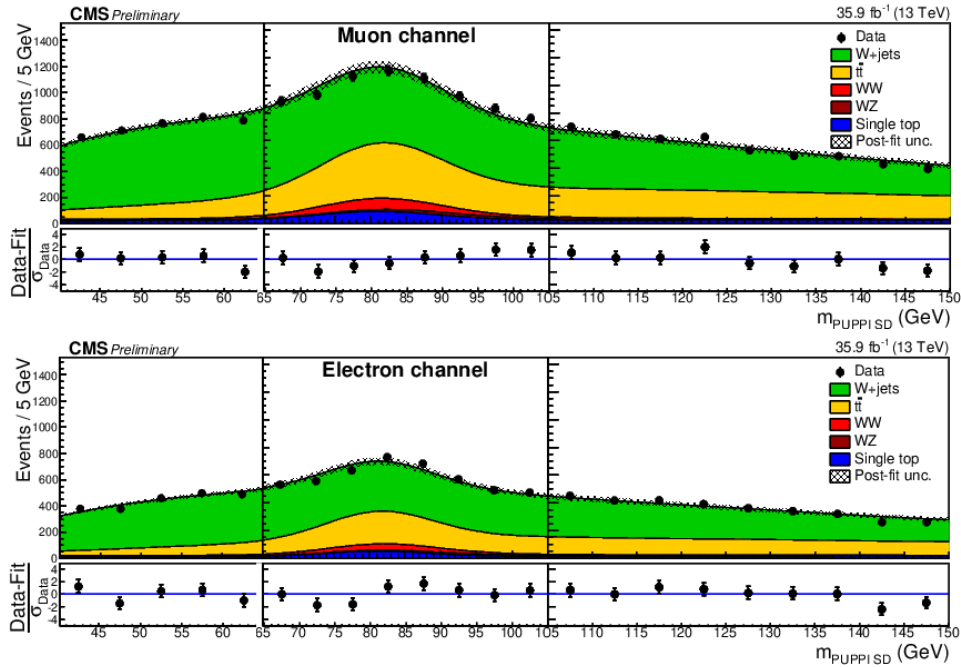 CMS Preliminary 35.9 fb⁻¹ (13 TeV)
Muon channel
Events / 5 GeV
1400
1200
1000
800
600
400
200
0
Data
W+jets
tt̄
WW
WZ
Single top
Post-fit unc.
Data-Fit
σData
4
2
0
-2
-4
45 50 55 60 65 70 75 80 85 90 95 100 105 110 115 120 125 130 135 140 145 150
m PUPPI SD (GeV)
CMS Preliminary 35.9 fb⁻¹ (13 TeV)
Electron channel
Events / 5 GeV
1400
1200
1000
800
600
400
200
0
Data
W+jets
tt̄
WW
WZ
Single top
Post-fit unc.
Data-Fit
σData
4
2
0
-2
-4
45 50 55 60 65 70 75 80 85 90 95 100 105 110 115 120 125 130 135 140 145 150
m PUPPI SD (GeV)